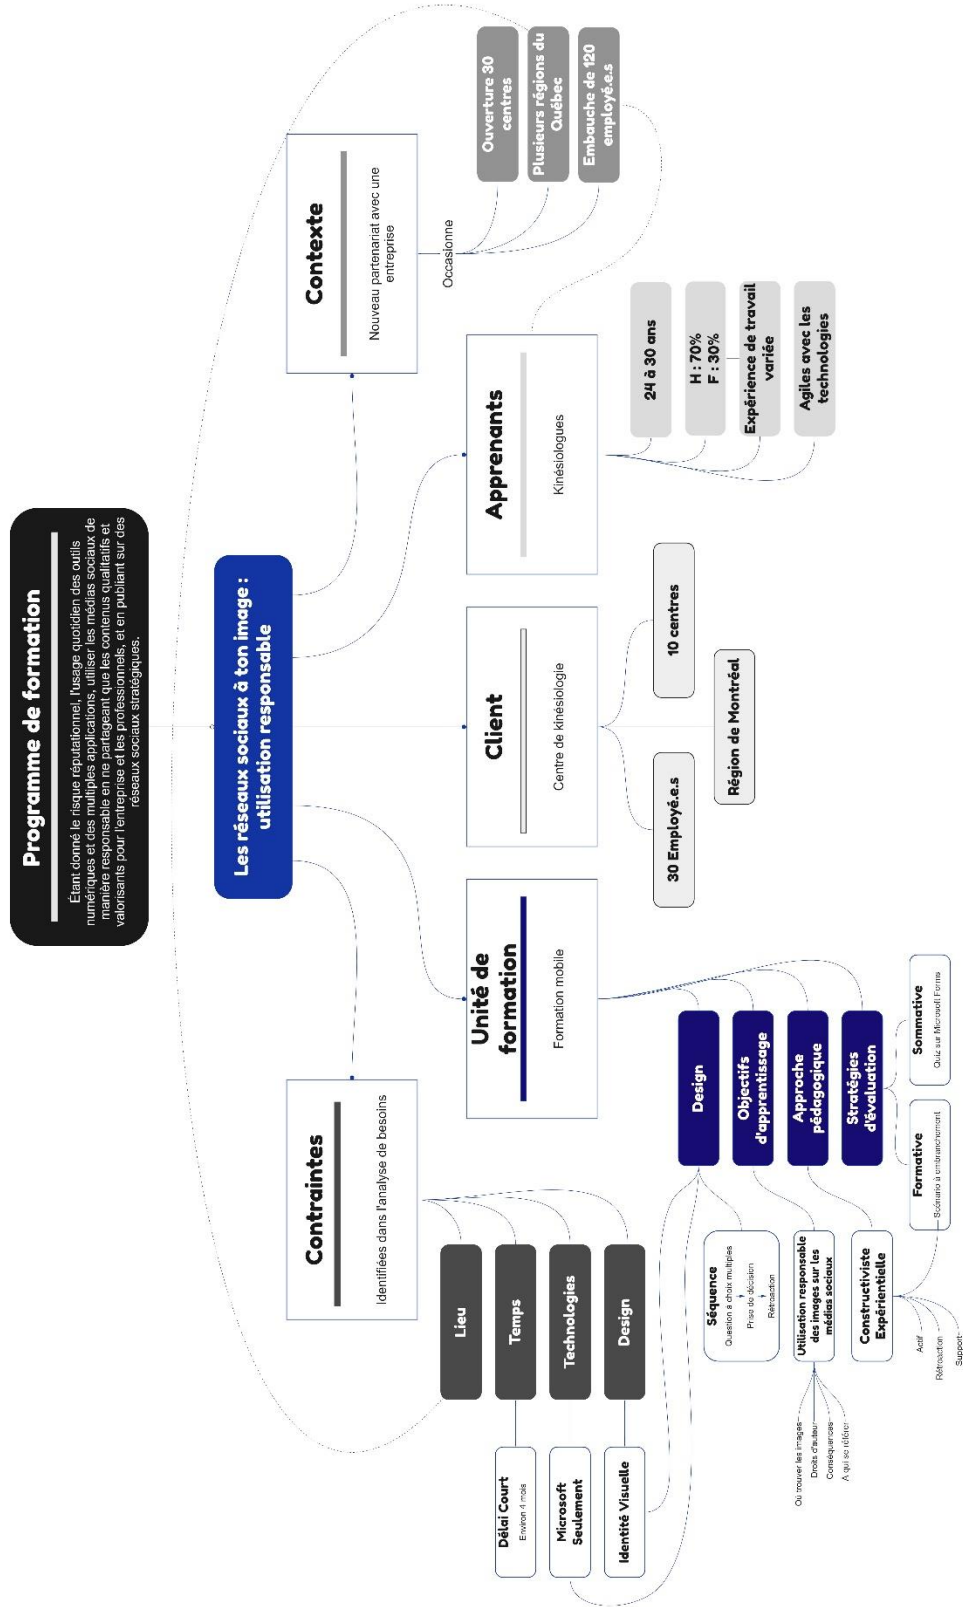 Programme de formation
Étant donné le risque réputationnel, l'usage quotidien des outils
numériques et des multiples applications, utiliser les médias sociaux de
manière responsable en ne partageant que les contenus qualitatifs et
valorisants pour l'entreprise et les professionnels, et en publiant sur des
réseaux sociaux stratégiques.
Les réseaux sociaux à ton image :
utilisation responsable
Contraintes
Identifiées dans l'analyse de besoins
Lieu
Temps
Technologies
Design
Délai Court
Environ 4 mois
Microsoft
Seulement
Identité Visuelle
Unité de
formation
Formation mobile
Design
Objectifs
d'apprentissage
Approche
pédagogique
Stratégies
d'évaluation
Séquence
Question à choix multiples
Prise de décision
Rétroaction
Utilisation responsable
des images sur les
médias sociaux
Où trouver les images
Droits d'auteur
Conséquences
À qui se référer
Constructiviste
Expérientielle
Actif
Rétroaction
Support
Formative
Scénario à embranchement
Sommative
Quiz sur Microsoft Forms
Client
Centre de kinésiologie
30 Employé.e.s
Région de Montréal
10 centres
Apprenants
Kinésiologues
24 à 30 ans
H : 70%
F : 30%
Expérience de travail
variée
Agiles avec les
technologies
Contexte
Nouveau partenariat avec une
entreprise
Occasionne
Ouverture 30
centres
Plusieurs régions du
Québec
Embauche de 120
employé.e.s